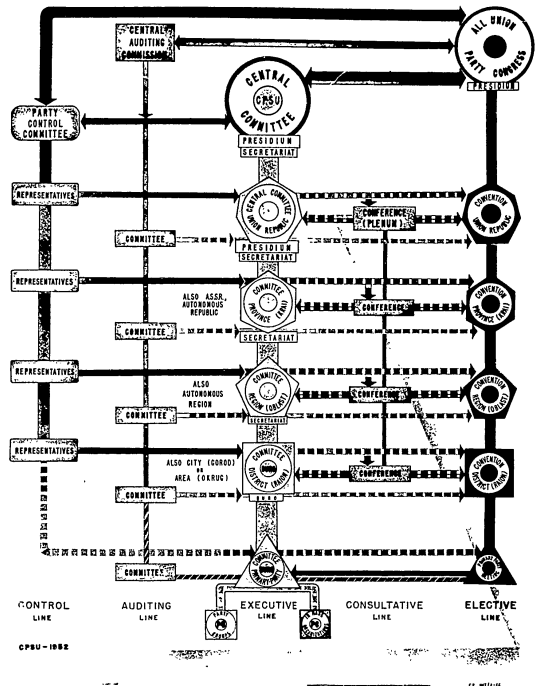 ALL UNION
PARTY CONGRESS
PRESIDIUM
CENTRAL
AUDITING
COMMISSION
CENTRAL
CPSU
COMMITTEE
PRESIDIUM
SECRETARIAT
PARTY
CONTROL
COMMITTEE
REPRESENTATIVES
CENTRAL COMMITTEE
UNION REPUBLIC
CONFERENCE
(PLENUM)
CONVENTION
UNION REPUBLIC
COMMITTEE
PRESIDIUM
SECRETARIAT
REPRESENTATIVES
ALSO A.S.S.R.,
AUTONOMOUS
REPUBLIC
COMMITTEE
PROVINCE (KRAI)
CONFERENCE
CONVENTION
PROVINCE (KRAI)
COMMITTEE
SECRETARIAT
REPRESENTATIVES
ALSO
AUTONOMOUS
REGION
COMMITTEE
REGION (OBLAST)
CONFERENCE
CONVENTION
REGION (OBLAST)
COMMITTEE
SECRETARIAT
REPRESENTATIVES
ALSO CITY (GOROD)
OR
AREA (OKRUG)
COMMITTEE
BURO
DISTRICT (RAION)
CONFERENCE
CONVENTION
DISTRICT (RAION)
COMMITTEE
BURO
COMMITTEE
PRIMARY PARTY
COMMITTEE
PARTY
CONTROL
LINE
AUDITING
LINE
EXECUTIVE
LINE
CONSULTATIVE
LINE
ELECTIVE
LINE
CPSU-1952